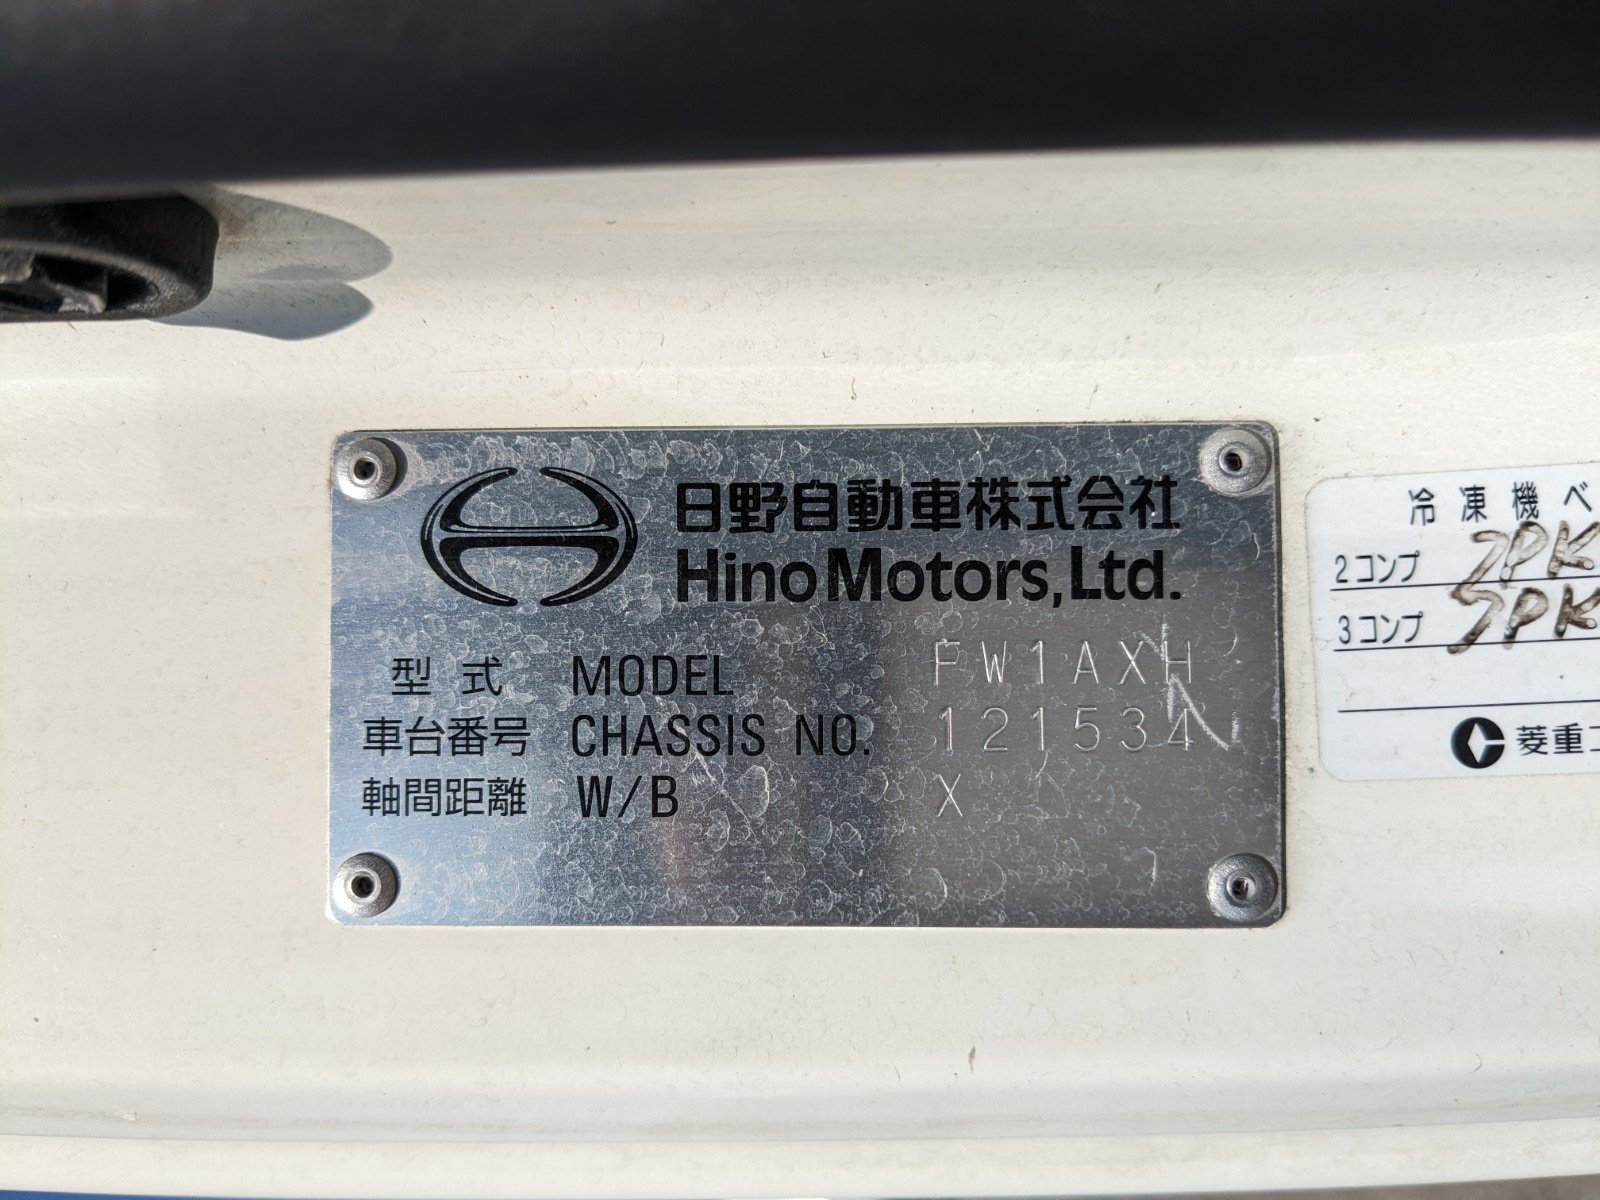 日野自動車株式会社
Hino Motors, Ltd.
型式 MODEL FW1AXH
車台番号 CHASSIS NO. 121534
軸間距離 W/B X
冷凍機ベ
2コンプ 7PK
3コンプ 7PK
菱重コ